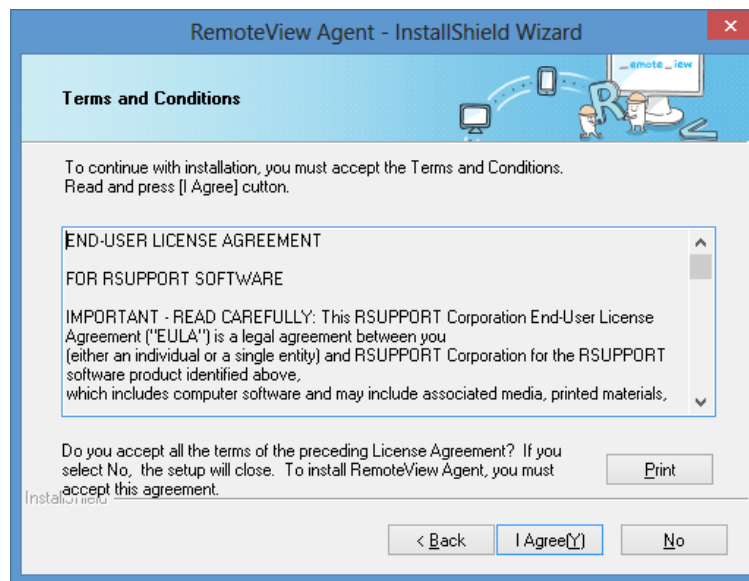 RemoteView Agent - InstallShield Wizard
_emote_iew
Terms and Conditions
R
To continue with installation, you must accept the Terms and Conditions.
Read and press [I Agree] cutton.
END-USER LICENSE AGREEMENT
FOR RSUPPORT SOFTWARE
IMPORTANT - READ CAREFULLY: This RSUPPORT Corporation End-User License
Agreement ("EULA") is a legal agreement between you
(either an individual or a single entity) and RSUPPORT Corporation for the RSUPPORT
software product identified above,
which includes computer software and may include associated media, printed materials,
Do you accept all the terms of the preceding License Agreement? If you
select No, the setup will close. To install RemoteView Agent, you must
accept this agreement.
Print
InstallShield
< Back
I Agree(Y)
No